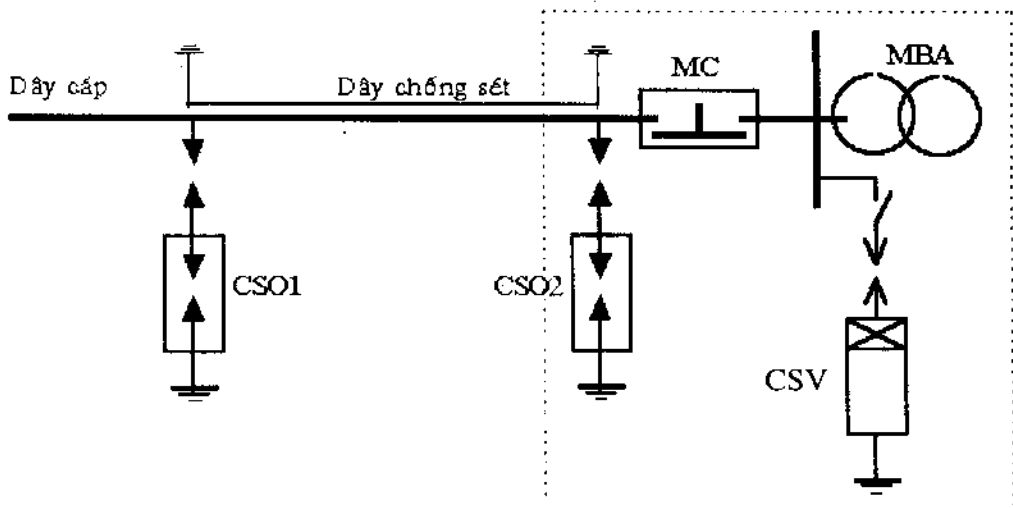 MBA
MC
Dây cáp
Dây chống sét
CSO1
CSO2
CSV